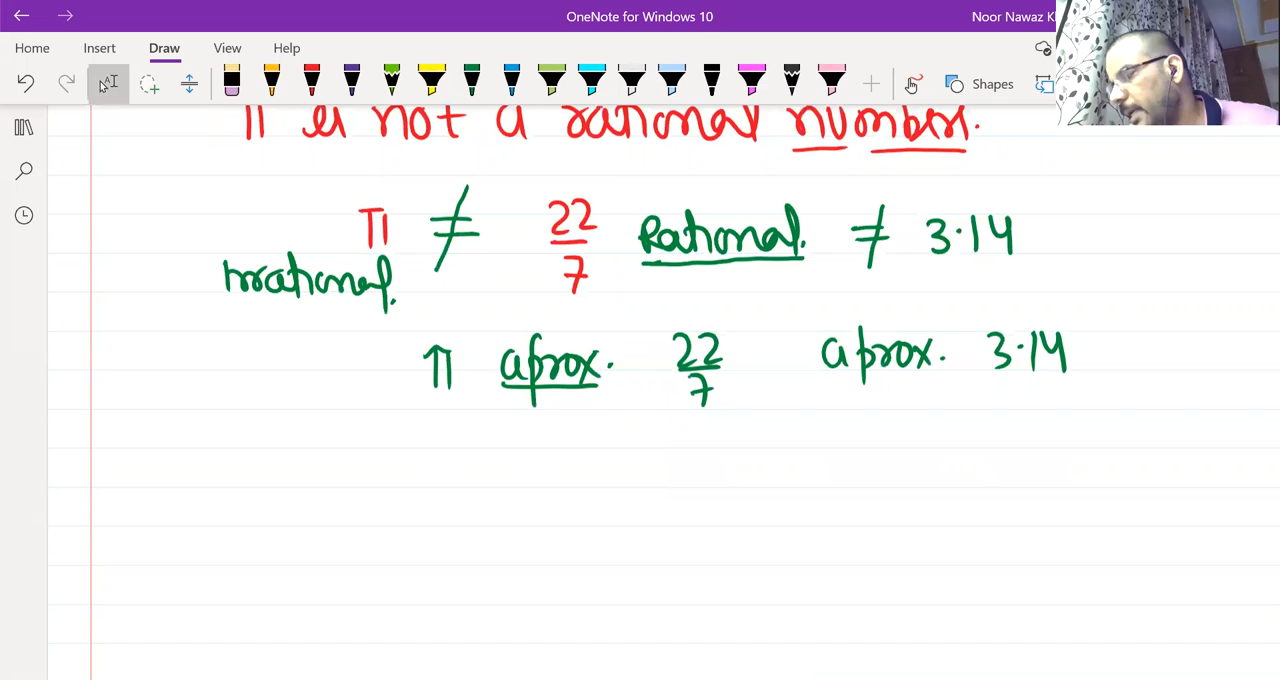 OneNote for Windows 10
Noor Nawaz K
Home Insert Draw View Help
Shapes
π is not a rational number.
π ≠ 22/7 Rational. ≠ 3.14
Irrational.
π aprox. 22/7 aprox. 3.14